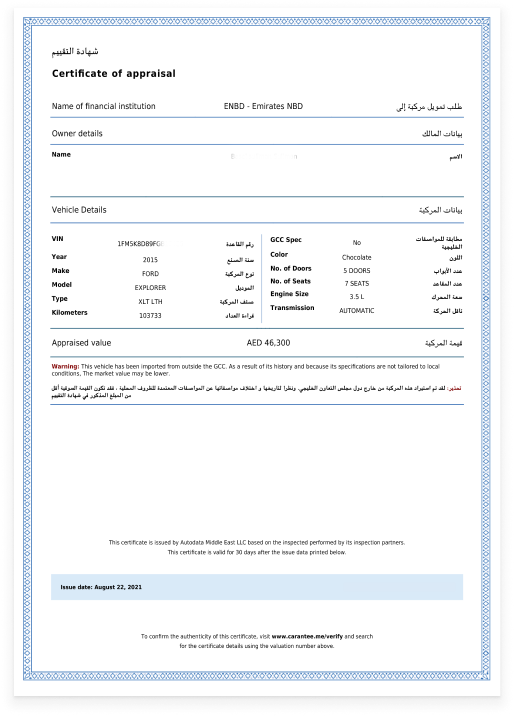 شهادة التقييم
Certificate of appraisal
Name of financial institution ENBD - Emirates NBD طلب تمويل مركبة إلى
Owner details بيانات المالك
Name الاسم
Vehicle Details بيانات المركبة
VIN 1FM5K8D89FG رقم القاعدة
Year 2015 سنة الصنع
Make FORD نوع المركبة
Model EXPLORER الموديل
Type XLT LTH صنف المركبة
Kilometers 103733 قراءة العداد
GCC Spec No مطابقة للمواصفات الخليجية
Color Chocolate اللون
No. of Doors 5 DOORS عدد الأبواب
No. of Seats 7 SEATS عدد المقاعد
Engine Size 3.5 L سعة المحرك
Transmission AUTOMATIC ناقل الحركة
Appraised value AED 46,300 قيمة المركبة
Warning: This vehicle has been imported from outside the GCC. As a result of its history and because its specifications are not tailored to local
conditions. The market value may be lower.
تحذير: لقد تم استيراد هذه المركبة من خارج دول مجلس التعاون الخليجي. ونظرا لتاريخها و اختلاف مواصفاتها عن المواصفات المعتمدة للظروف المحلية ، فقد تكون القيمة السوقية أقل
من المبلغ المذكور في شهادة التقييم
This certificate is issued by Autodata Middle East LLC based on the inspected performed by its inspection partners.
This certificate is valid for 30 days after the issue data printed below.
Issue date: August 22, 2021
To confirm the authenticity of this certificate, visit www.carantee.me/verify and search
for the certificate details using the valuation number above.